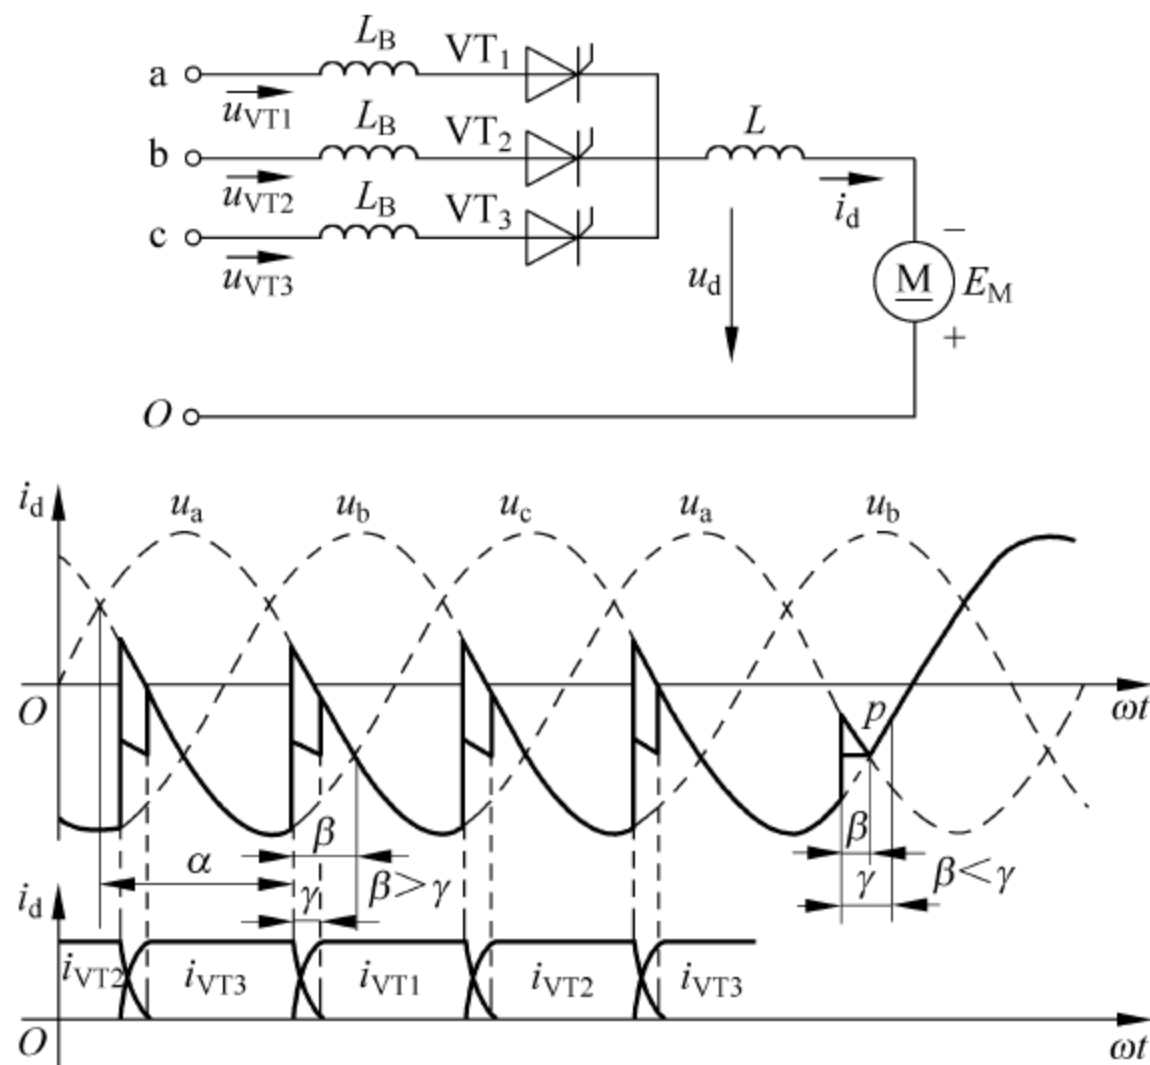 L_B VT_1
a
u_VT1
L_B VT_2 L
b
u_VT2 i_d
L_B VT_3
c
u_VT3
u_d
−
M E_M
+
O
i_d u_a u_b u_c u_a u_b
O p ωt
α β γ β>γ
β γ β<γ
i_d
i_VT2 i_VT3 i_VT1 i_VT2 i_VT3
O ωt